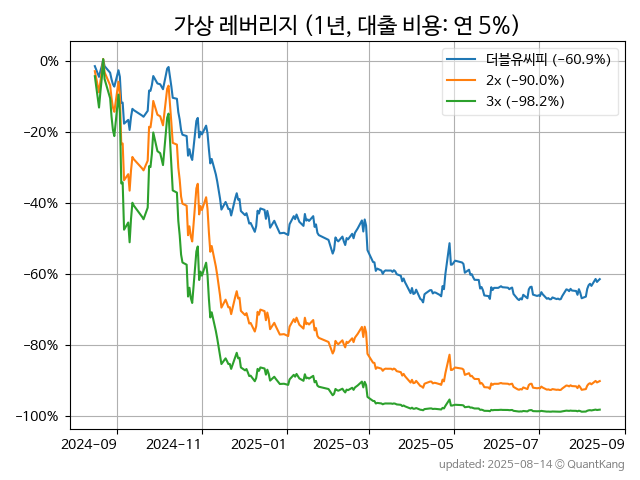 가상 레버리지 (1년, 대출 비용: 연 5%)
더블유씨피 (−60.9%)
2x (−90.0%)
3x (−98.2%)
0%
−20%
−40%
−60%
−80%
−100%
2024-09 2024-11 2025-01 2025-03 2025-05 2025-07 2025-09
updated: 2025-08-14 © QuantKang